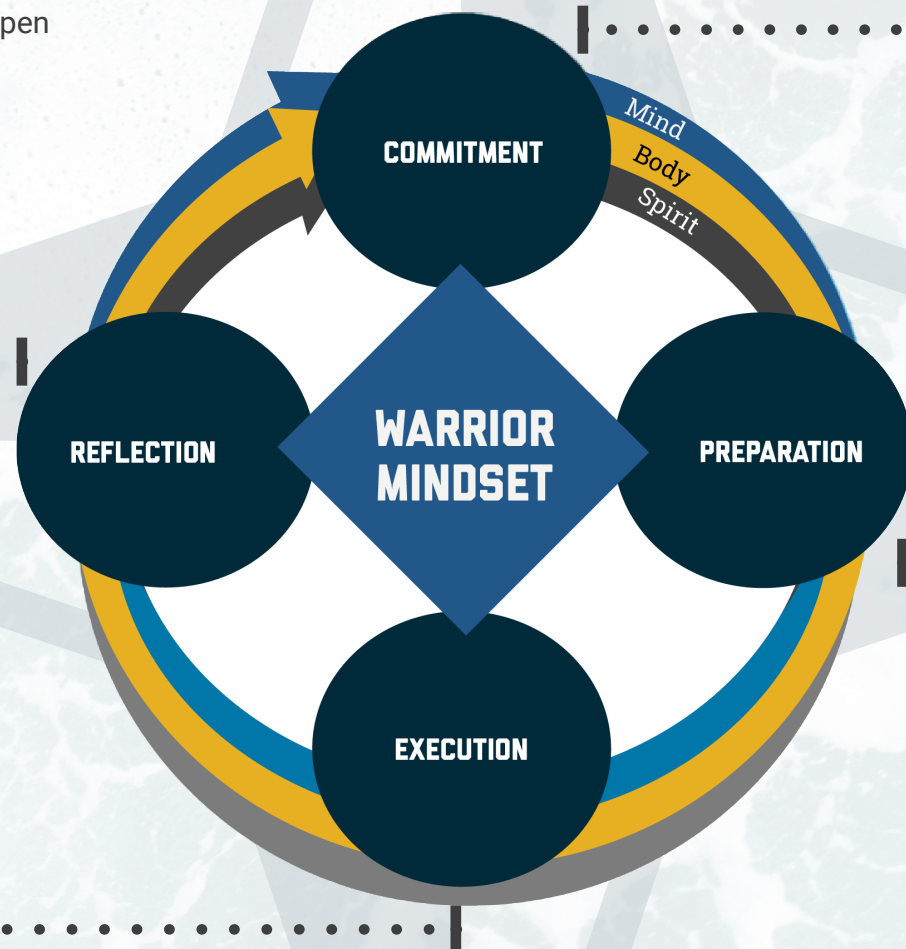 pen
COMMITMENT
Mind
Body
Spirit
REFLECTION
WARRIOR
MINDSET
PREPARATION
EXECUTION